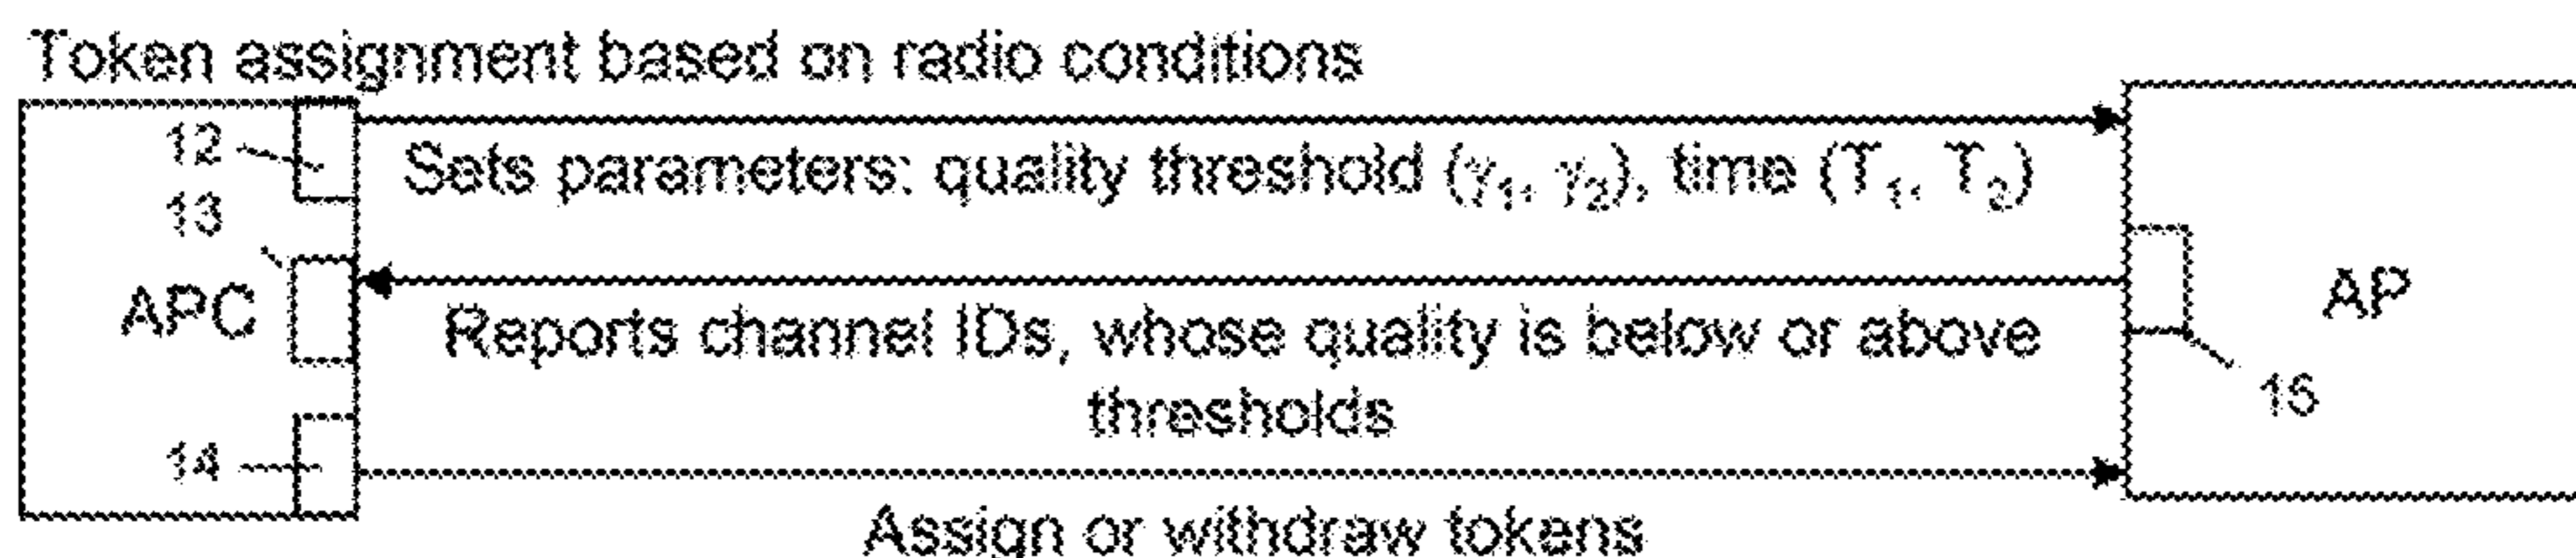 Token assignment based on radio conditions
12
Sets parameters: quality threshold (γ₁, γ₂), time (T₁, T₂)
13
APC
AP
Reports channel IDs, whose quality is below or above
thresholds
15
14
Assign or withdraw tokens